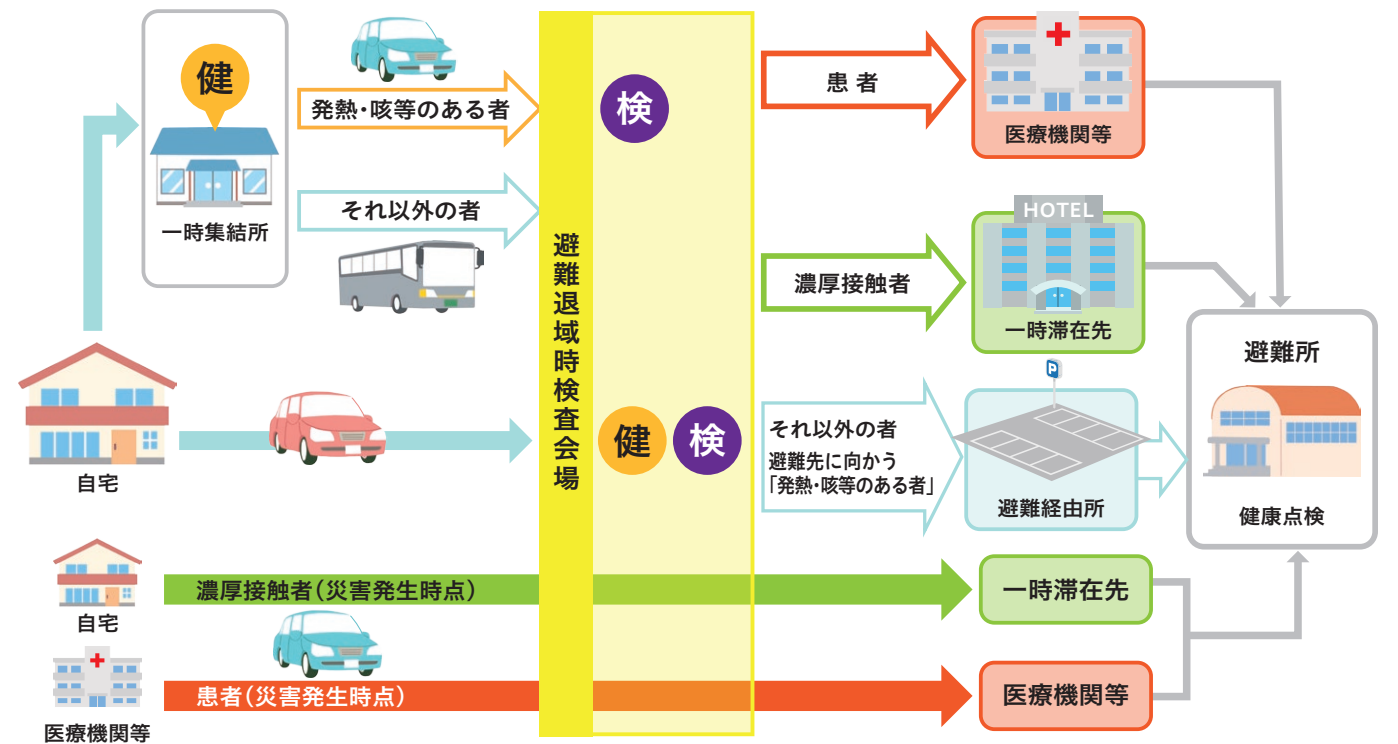 健
一時集結所
発熱・咳等のある者
それ以外の者
自宅
避難退域時検査会場
検
健
検
患者
医療機関等
濃厚接触者
HOTEL
一時滞在先
それ以外の者
避難先に向かう
「発熱・咳等のある者」
P
避難経由所
避難所
健康点検
自宅
濃厚接触者(災害発生時点)
一時滞在先
医療機関等
患者(災害発生時点)
医療機関等